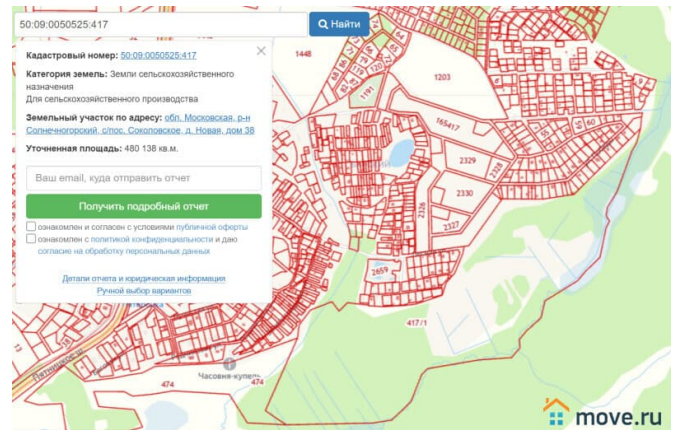 50:09:0050525:417
Найти
Кадастровый номер: 50:09:0050525:417
Категория земель: Земли сельскохозяйственного
назначения
Для сельскохозяйственного производства
Земельный участок по адресу: обл. Московская, р-н
Солнечногорский, с/пос. Соколовское, д. Новая, дом 38
Уточненная площадь: 480 138 кв.м.
Ваш email, куда отправить отчет
Получить подробный отчет
ознакомлен и согласен с условиями публичной оферты
ознакомлен с политикой конфиденциальности и даю
согласие на обработку персональных данных
Детали отчета и юридическая информация
Ручной выбор вариантов
1448
1203
1191
165417
2329
2328
2330
2326
2327
2659
417/1
Пятницкое ш.
Часовня-купель
474
474
move.ru